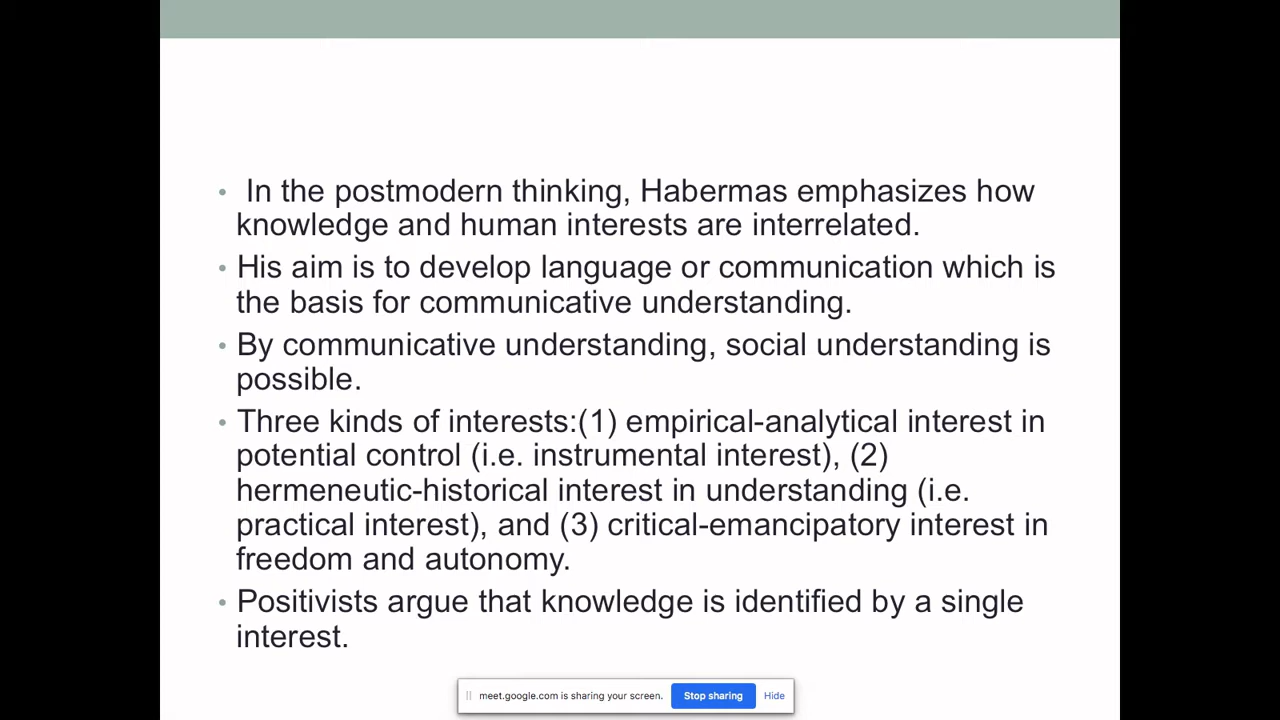 • In the postmodern thinking, Habermas emphasizes how
knowledge and human interests are interrelated.
• His aim is to develop language or communication which is
the basis for communicative understanding.
• By communicative understanding, social understanding is
possible.
• Three kinds of interests:(1) empirical-analytical interest in
potential control (i.e. instrumental interest), (2)
hermeneutic-historical interest in understanding (i.e.
practical interest), and (3) critical-emancipatory interest in
freedom and autonomy.
• Positivists argue that knowledge is identified by a single
interest.
meet.google.com is sharing your screen. Stop sharing Hide